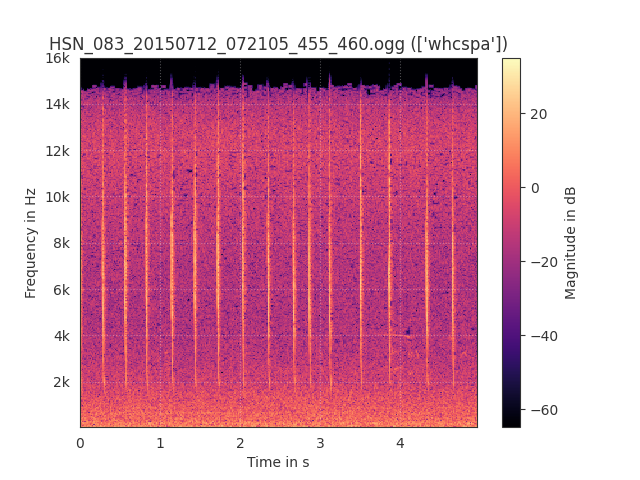 HSN_083_20150712_072105_455_460.ogg (['whcspa'])
16k
14k
12k
10k
8k
6k
4k
2k
Frequency in Hz
0
1
2
3
4
Time in s
20
0
−20
−40
−60
Magnitude in dB